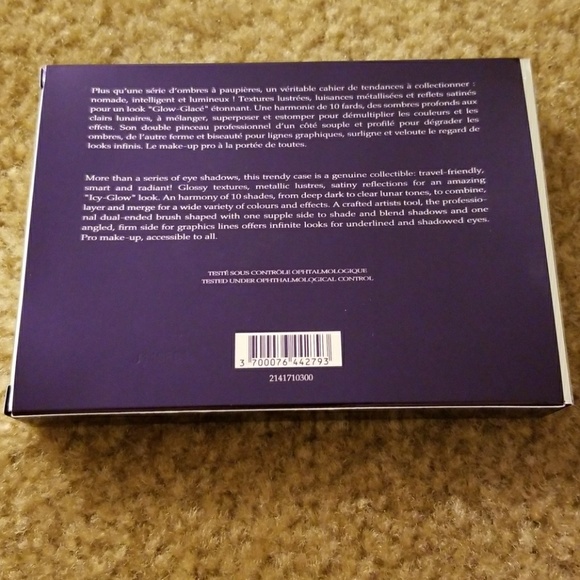 Plus qu'une série d'ombres à paupières, un véritable cahier de tendances à collectionner :
nomade, intelligent et lumineux ! Textures lustrées, luisances métallisées et reflets satinés
pour un look "Glow-Glacé" étonnant. Une harmonie de 10 fards, des sombres profonds aux
clairs lunaires, à mélanger, superposer et estomper pour démultiplier les couleurs et les
effets. Son double pinceau professionnel d'un côté souple et profilé pour dégrader les
ombres, de l'autre ferme et biseauté pour lignes graphiques, surligne et veloute le regard de
looks infinis. Le make-up pro à la portée de toutes.
More than a series of eye shadows, this trendy case is a genuine collectible: travel-friendly,
smart and radiant! Glossy textures, metallic lustres, satiny reflections for an amazing
"Icy-Glow" look. An harmony of 10 shades, from deep dark to clear lunar tones, to combine,
layer and merge for a wide variety of colours and effects. A crafted artists tool, the professio-
nal dual-ended brush shaped with one supple side to shade and blend shadows and one
angled, firm side for graphics lines offers infinite looks for underlined and shadowed eyes.
Pro make-up, accessible to all.
TESTÉ SOUS CONTRÔLE OPHTALMOLOGIQUE
TESTED UNDER OPHTHALMOLOGICAL CONTROL
3 700076 442793
2141710300